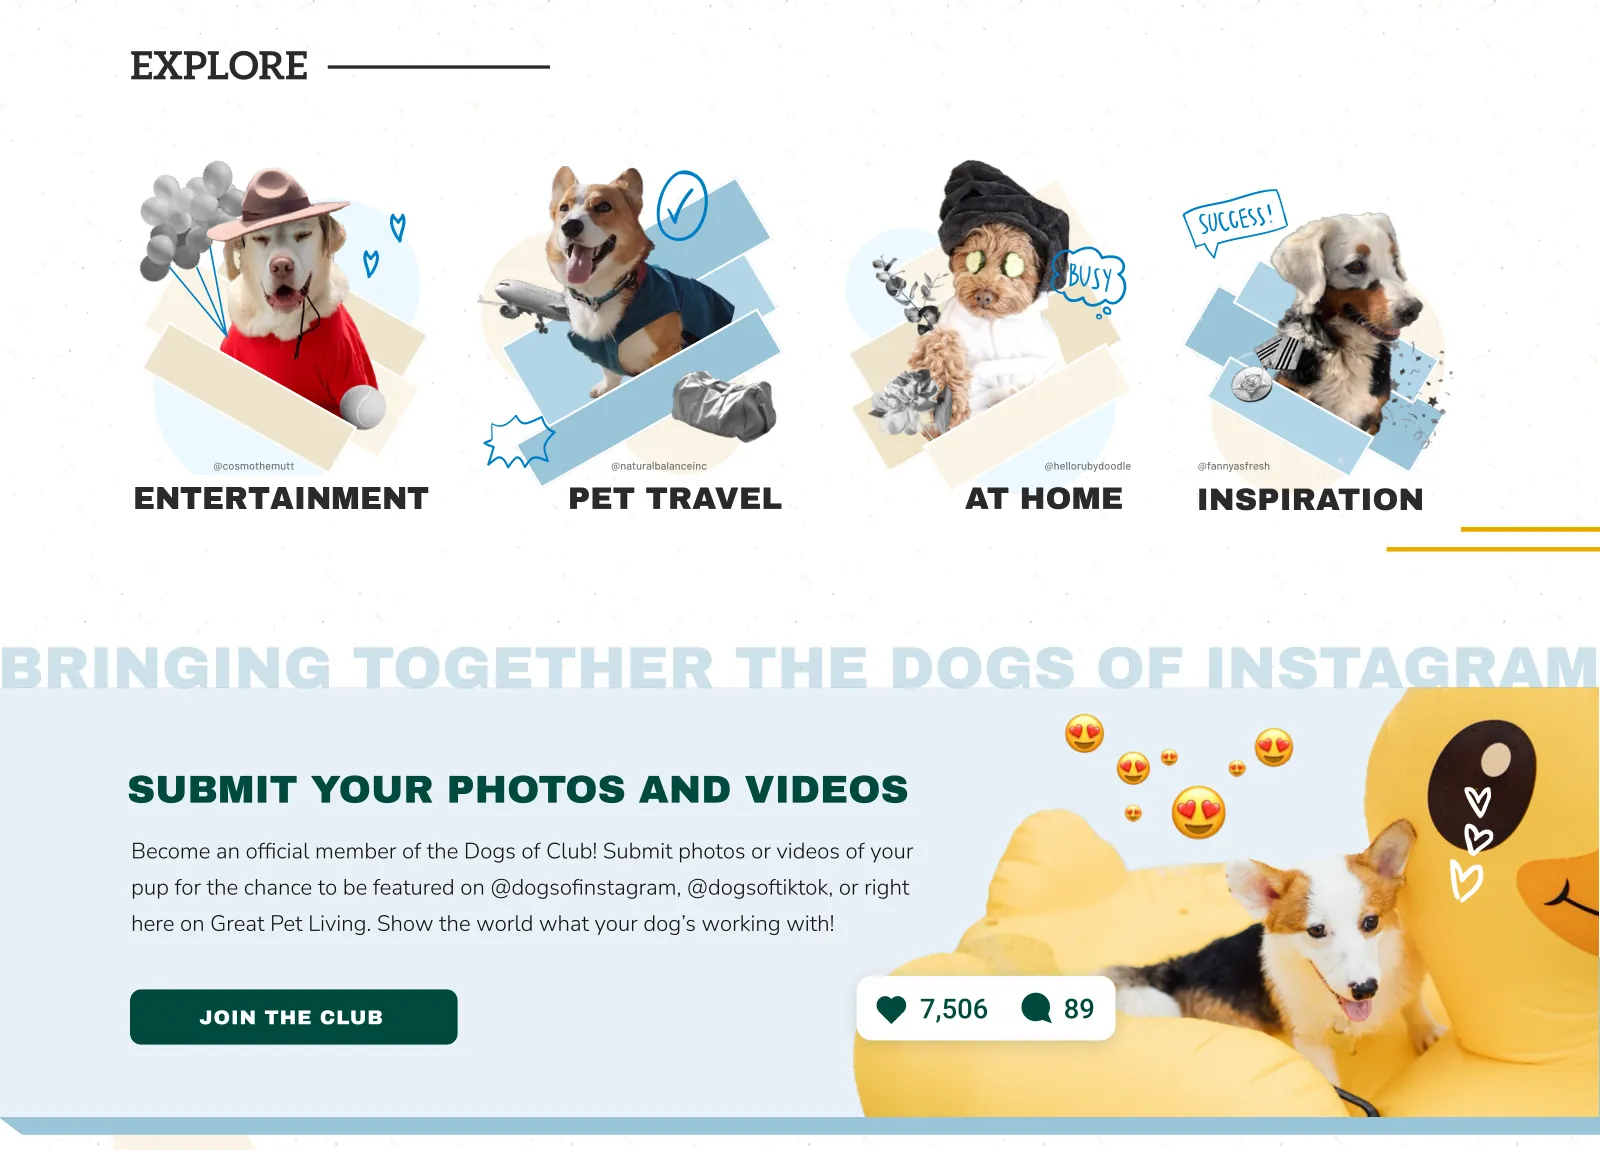 EXPLORE
SUCCESS!
BUSY
@cosmothemutt
@naturalbalanceinc
@hellorubydoodle
@fannyasfresh
ENTERTAINMENT
PET TRAVEL
AT HOME
INSPIRATION
BRINGING TOGETHER THE DOGS OF INSTAGRAM
SUBMIT YOUR PHOTOS AND VIDEOS
Become an official member of the Dogs of Club! Submit photos or videos of your
pup for the chance to be featured on @dogsofinstagram, @dogsoftiktok, or right
here on Great Pet Living. Show the world what your dog’s working with!
7,506
89
JOIN THE CLUB